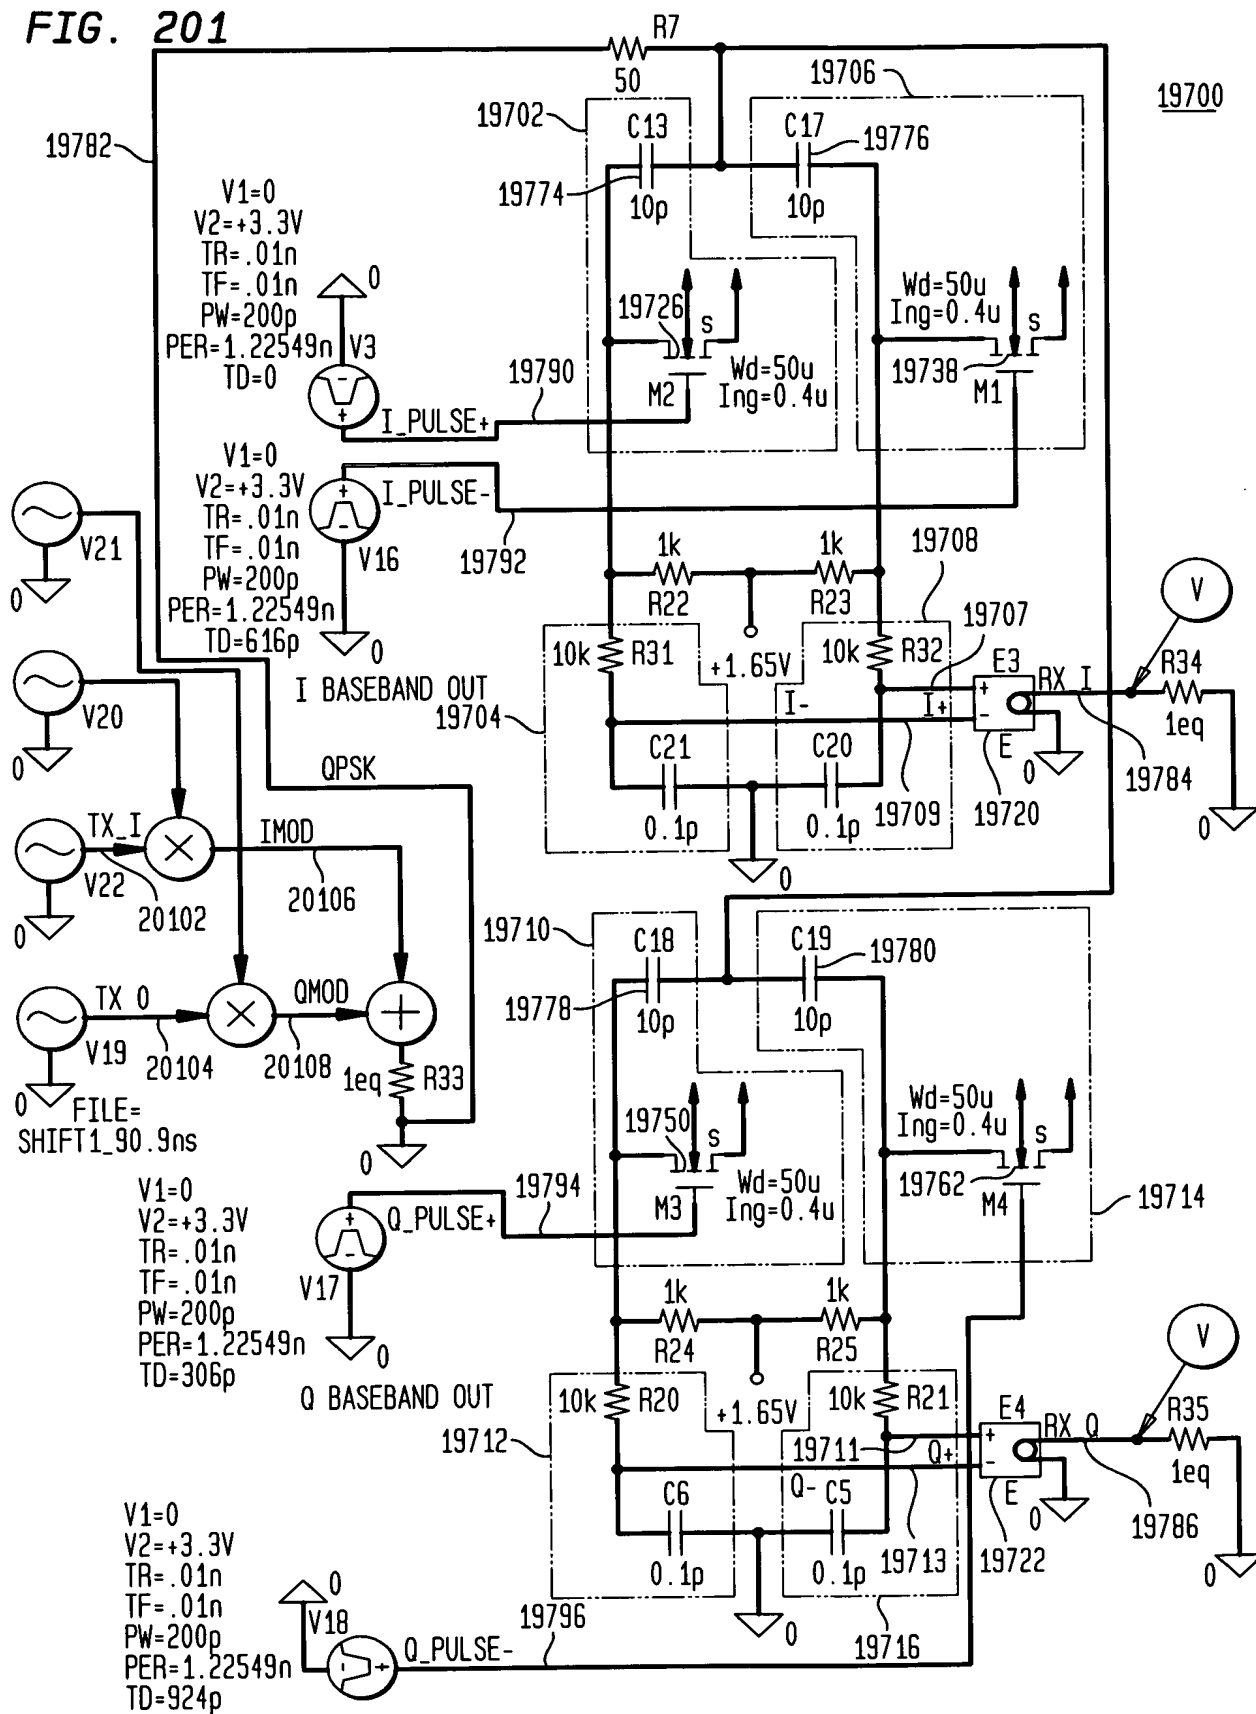 FIG. 201
R7
50
19700
19782
19702
19706
C13
C17
19776
19774
10p
10p
V1=0
V2=+3.3V
TR=.01n
TF=.01n
PW=200p
PER=1.22549n
TD=0
0
V3
19726
S
M2
Wd=50u
Ing=0.4u
Wd=50u
Ing=0.4u
S
19738
M1
19790
I_PULSE+
V1=0
V2=+3.3V
TR=.01n
TF=.01n
PW=200p
PER=1.22549n
TD=616p
I_PULSE-
V16
19792
0
V21
0
1k
R22
1k
R23
19708
10k
R31
+1.65V
10k
R32
19707
V
E3
RX_I
R34
1eq
I BASEBAND OUT
19704
I-
I+
E
0
19784
V20
0
QPSK
C21
C20
19709
19720
0.1p
0.1p
0
0
TX_I
IMOD
V22
20102
20106
0
19710
C18
C19
19780
19778
10p
10p
TX_Q
QMOD
V19
20104
20108
0
1eq
R33
FILE=
SHIFT1_90.9ns
0
19750
S
M3
Wd=50u
Ing=0.4u
Wd=50u
Ing=0.4u
S
19762
M4
19714
19794
Q_PULSE+
V1=0
V2=+3.3V
TR=.01n
TF=.01n
PW=200p
PER=1.22549n
TD=306p
V17
0
1k
R24
1k
R25
Q BASEBAND OUT
10k
R20
+1.65V
10k
R21
V
E4
RX_Q
R35
1eq
19712
19711
Q+
Q-
E
0
19786
C6
C5
19713
19722
0.1p
0.1p
0
0
V1=0
V2=+3.3V
TR=.01n
TF=.01n
PW=200p
PER=1.22549n
TD=924p
0
V18
Q_PULSE-
19796
19716